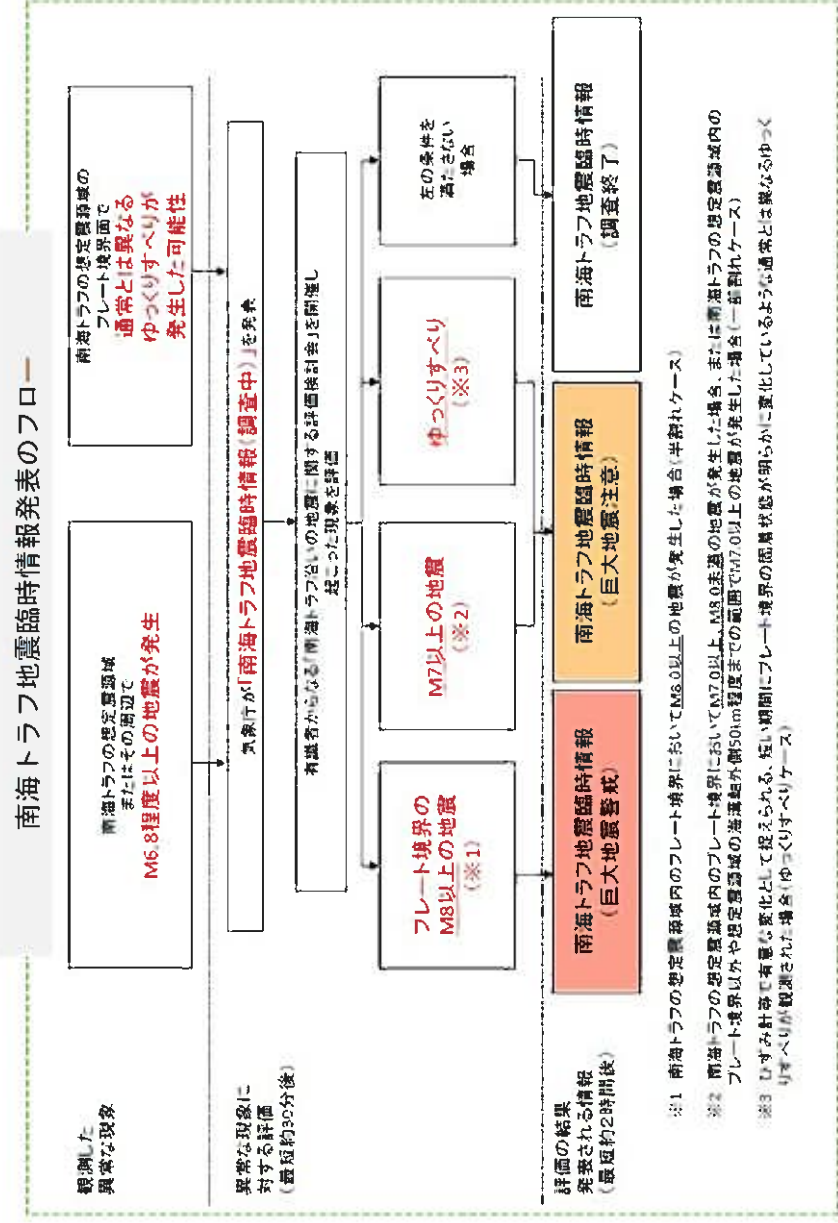 南海トラフ地震臨時情報発表のフロー
観測した
異常な現象
南海トラフの想定震源域
またはその周辺で
M6.8程度以上の地震が発生
南海トラフの想定震源域の
プレート境界面で
通常とは異なる
ゆっくりすべりが
発生した可能性
異常な現象に
対する評価
(最短約30分後)
気象庁が「南海トラフ地震臨時情報(調査中)」を発表
有識者からなる「南海トラフ沿いの地震に関する評価検討会」を開催し
起こった現象を評価
プレート境界の
M8以上の地震
(※1)
M7以上の地震
(※2)
ゆっくりすべり
(※3)
左の条件を
満たさない
場合
評価の結果
発表される情報
(最短約2時間後)
南海トラフ地震臨時情報
(巨大地震警戒)
南海トラフ地震臨時情報
(巨大地震注意)
南海トラフ地震臨時情報
(調査終了)
※1 南海トラフの想定震源域内のプレート境界においてM8.0以上の地震が発生した場合(半割れケース)
※2 南海トラフの想定震源域内のプレート境界においてM7.0以上、M8.0未満の地震が発生した場合、または南海トラフの想定震源域内の
プレート境界以外や想定震源域の海溝軸外側50km程度までの範囲でM7.0以上の地震が発生した場合(一部割れケース)
※3 ひずみ計等で有意な変化として捉えられる、短い期間にプレート境界の固着状態が明らかに変化しているような通常とは異なるゆっく
りすべりが観測された場合(ゆっくりすべりケース)